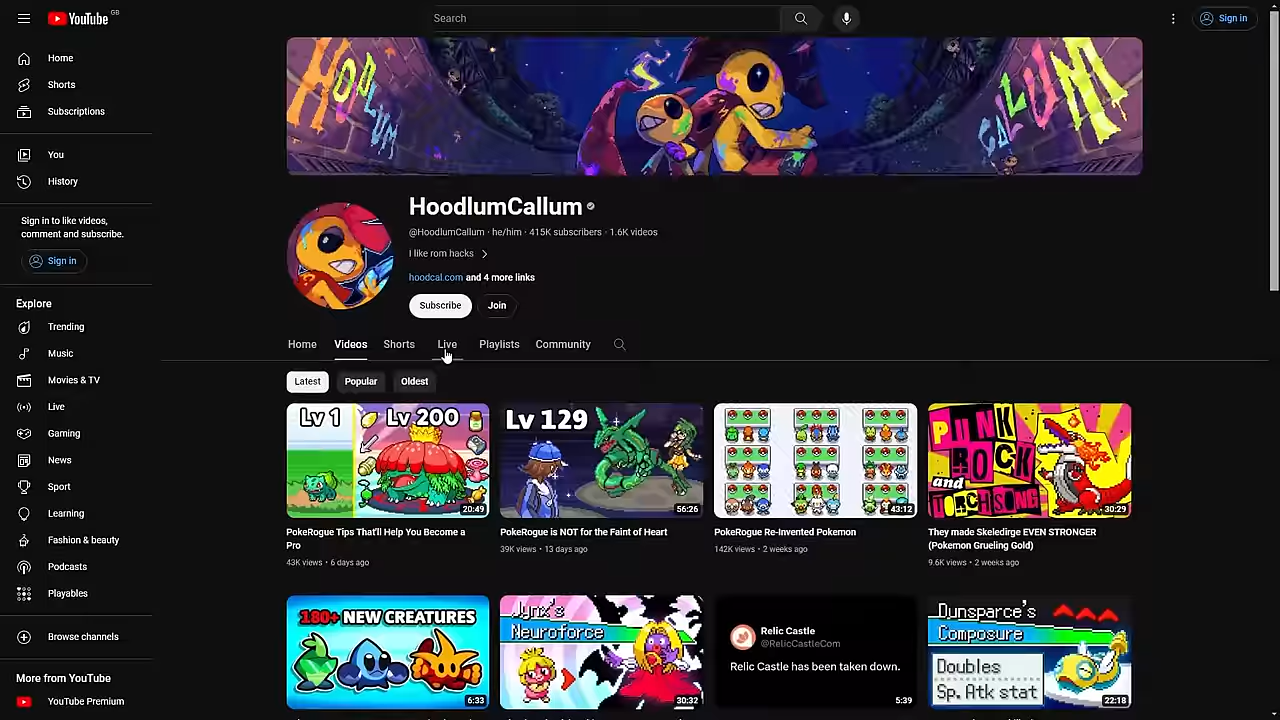 YouTube GB
Search
Sign in
Home
Shorts
Subscriptions
You
History
Sign in to like videos,
comment and subscribe.
Sign in
Explore
Trending
Music
Movies & TV
Live
Gaming
News
Sport
Learning
Fashion & beauty
Podcasts
Playables
Browse channels
More from YouTube
YouTube Premium
HOODLUM
CALLUM
HoodlumCallum
@HoodlumCallum · he/him · 415K subscribers · 1.6K videos
I like rom hacks
hoodcal.com and 4 more links
Subscribe
Join
Home
Videos
Shorts
Live
Playlists
Community
Latest
Popular
Oldest
Lv 1
Lv 200
20:49
PokeRogue Tips That'll Help You Become a
Pro
43K views · 6 days ago
Lv 129
56:26
PokeRogue is NOT for the Faint of Heart
39K views · 13 days ago
43:12
PokeRogue Re-Invented Pokemon
142K views · 2 weeks ago
PUNK
ROCK
and
TORCH SONG
30:29
They made Skeledirge EVEN STRONGER
(Pokemon Grueling Gold)
9.6K views · 2 weeks ago
180+ NEW CREATURES
6:33
Jynx's
Neuroforce
30:32
Relic Castle
@RelicCastleCom
Relic Castle has been taken down.
5:39
Dunsparce's
Composure
Doubles
Sp. Atk stat
22:18